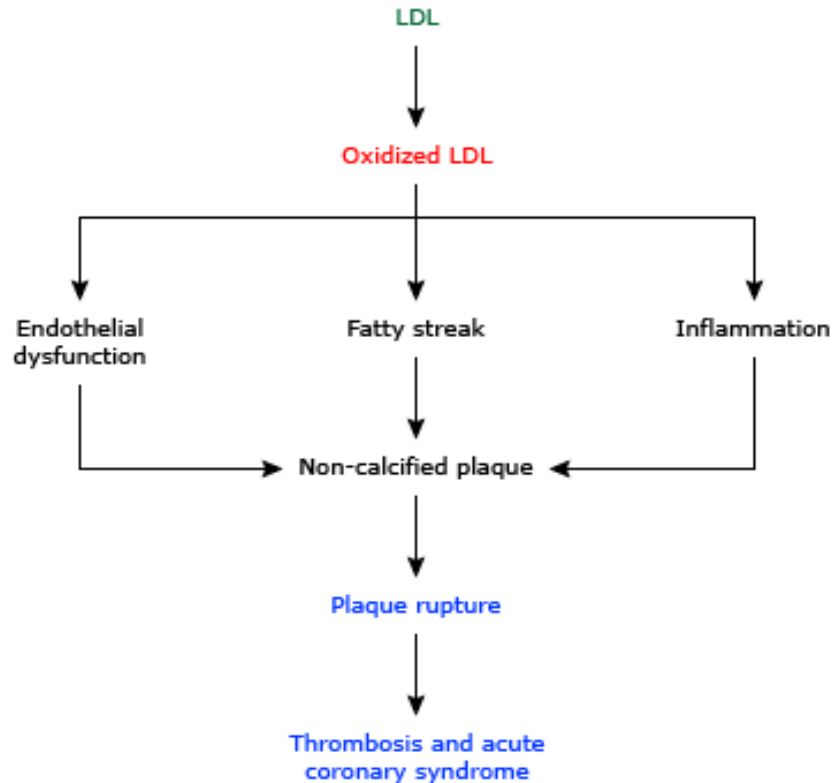 LDL
Oxidized LDL
Endothelial
dysfunction
Fatty streak
Inflammation
Non-calcified plaque
Plaque rupture
Thrombosis and acute
coronary syndrome